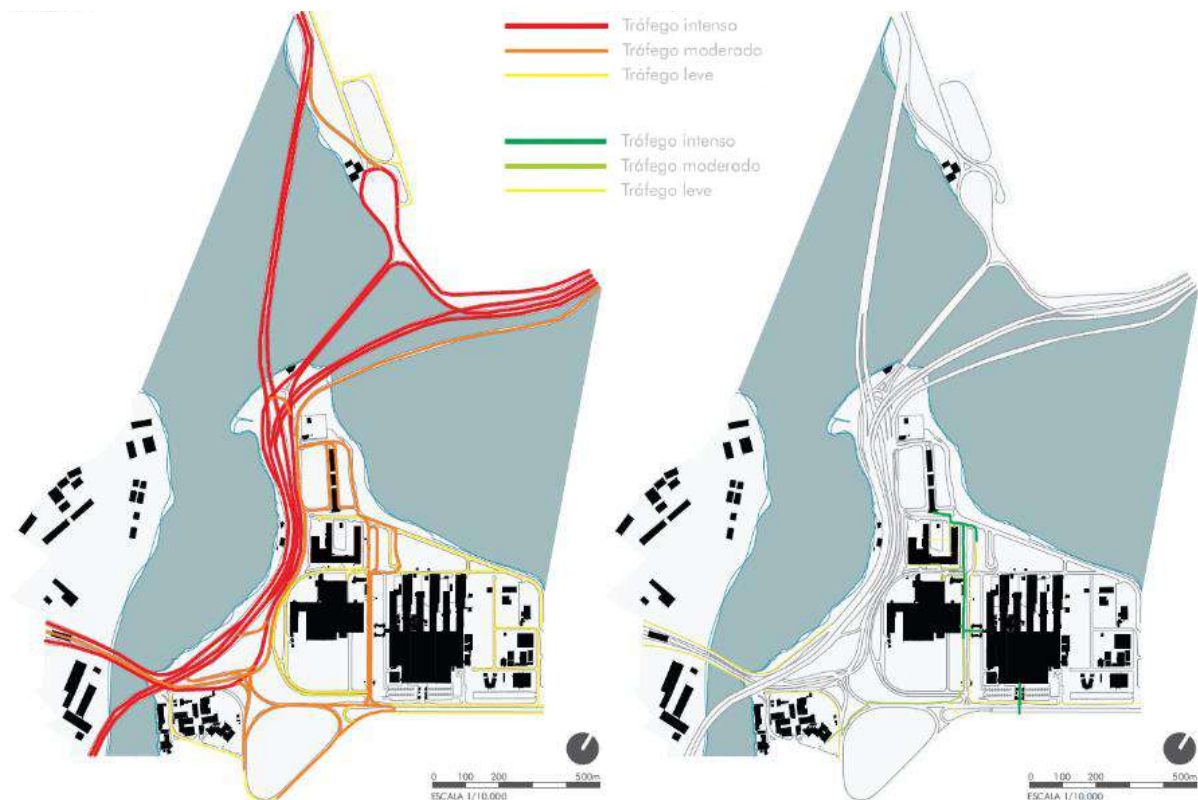 Tráfego intenso
Tráfego moderado
Tráfego leve
Tráfego intenso
Tráfego moderado
Tráfego leve
0 100 200 500m
ESCALA 1/10.000
0 100 200 500m
ESCALA 1/10.000